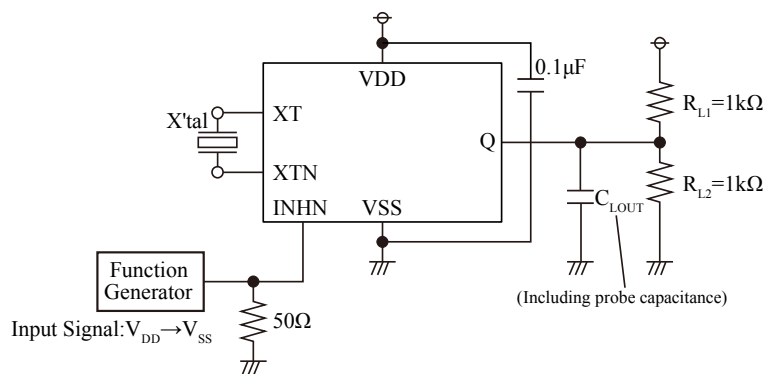 VDD
0.1μF
X'tal
XT
R_L1=1kΩ
Q
XTN
R_L2=1kΩ
INHN
VSS
C_LOUT
Function
Generator
50Ω
(Including probe capacitance)
Input Signal:V_DD→V_SS